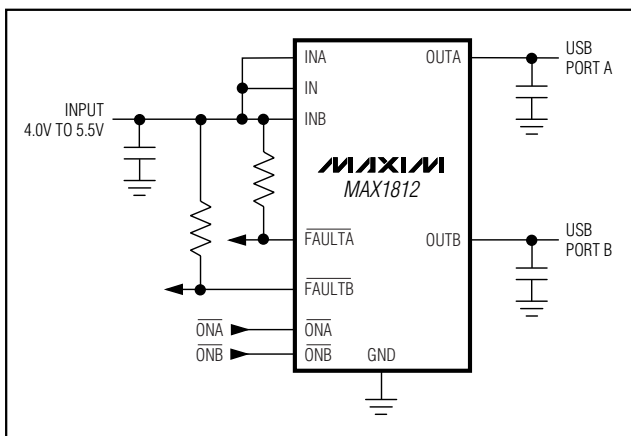 INPUT
4.0V TO 5.5V
INA
IN
INB
FAULTA
FAULTB
ONA
ONB
ONA
ONB
GND
MAXIM
MAX1812
OUTA
OUTB
USB
PORT A
USB
PORT B